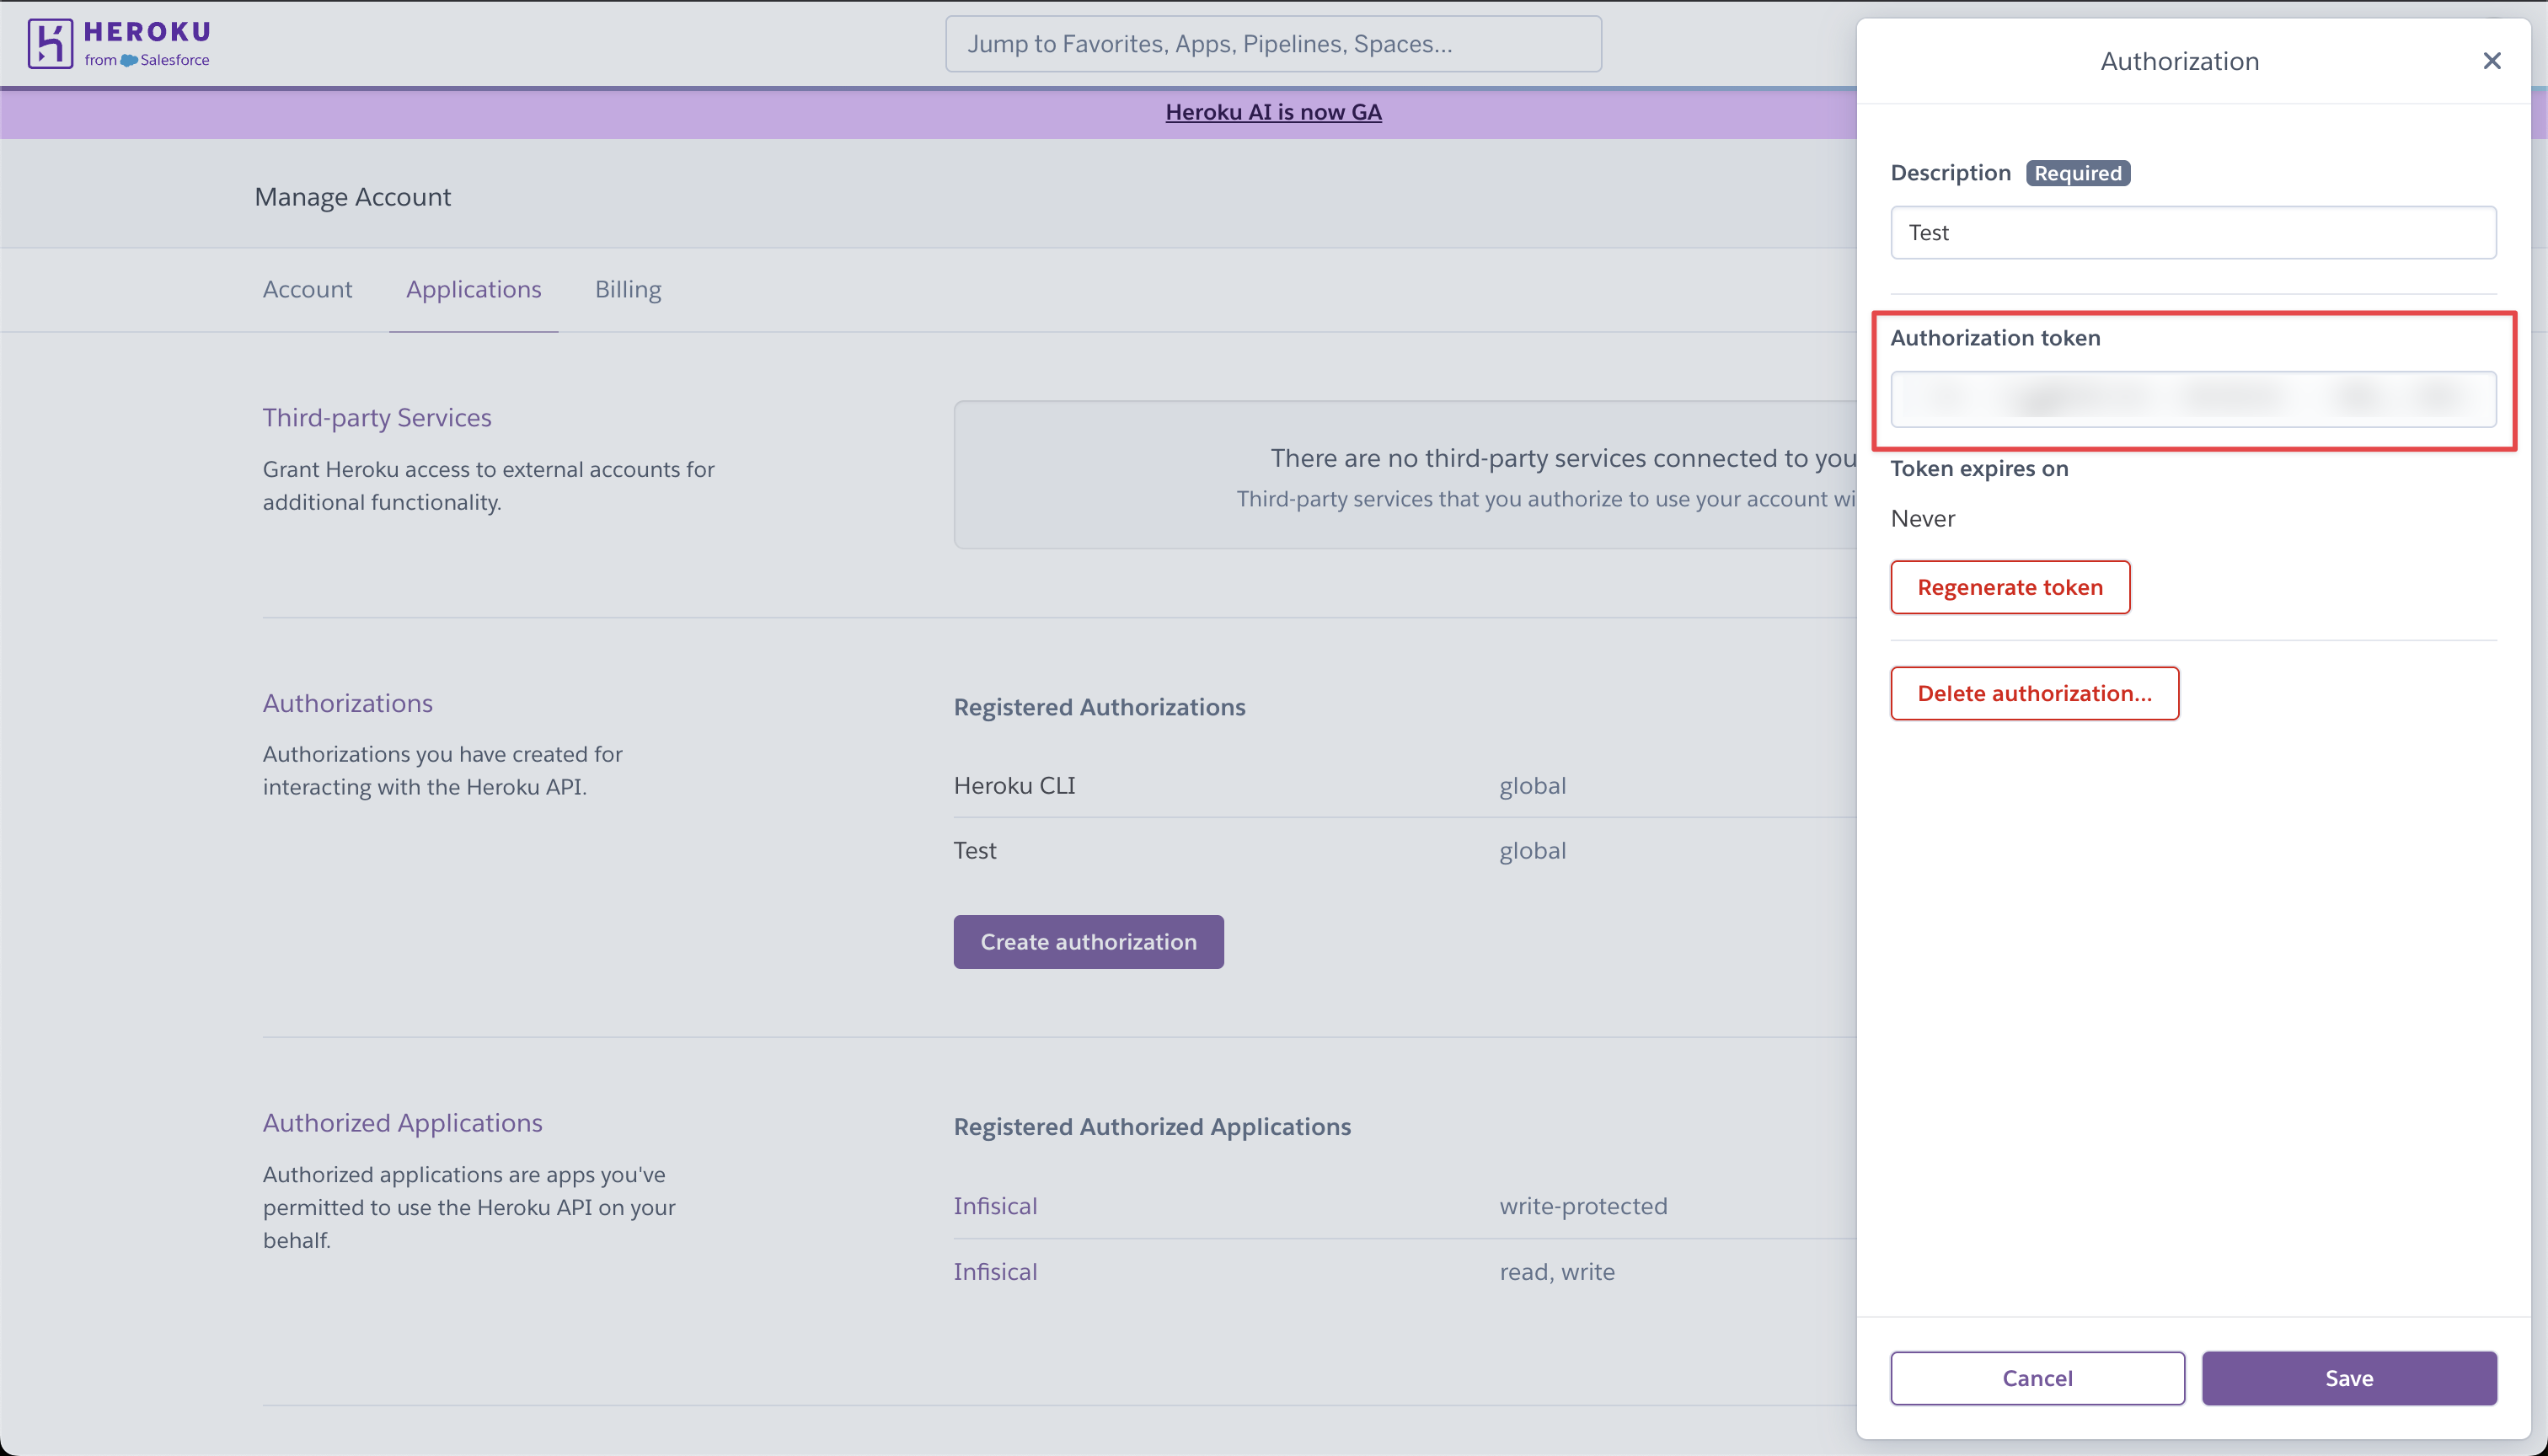 HEROKU
from Salesforce
Jump to Favorites, Apps, Pipelines, Spaces...
Heroku AI is now GA
Manage Account
Account
Applications
Billing
Third-party Services
Grant Heroku access to external accounts for
additional functionality.
There are no third-party services connected to you
Third-party services that you authorize to use your account wi
Authorizations
Authorizations you have created for
interacting with the Heroku API.
Registered Authorizations
Heroku CLI global
Test global
Create authorization
Authorized Applications
Authorized applications are apps you've
permitted to use the Heroku API on your
behalf.
Registered Authorized Applications
Infisical write-protected
Infisical read, write
Authorization
Description Required
Test
Authorization token
Token expires on
Never
Regenerate token
Delete authorization...
Cancel
Save